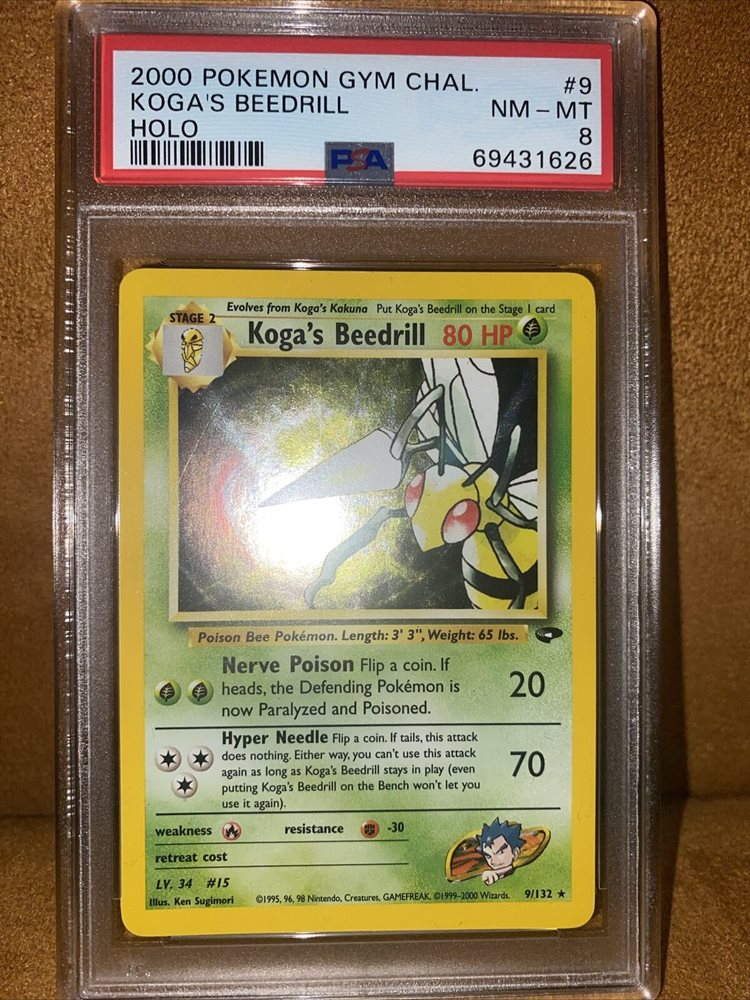 2000 POKEMON GYM CHAL. #9
KOGA'S BEEDRILL NM - MT
HOLO 8
PSA 69431626
Evolves from Koga's Kakuna Put Koga's Beedrill on the Stage 1 card
STAGE 2
Koga's Beedrill 80 HP
Poison Bee Pokémon. Length: 3' 3", Weight: 65 lbs.
Nerve Poison Flip a coin. If
heads, the Defending Pokémon is 20
now Paralyzed and Poisoned.
Hyper Needle Flip a coin. If tails, this attack
does nothing. Either way, you can't use this attack
again as long as Koga's Beedrill stays in play (even 70
putting Koga's Beedrill on the Bench won't let you
use it again).
weakness resistance -30
retreat cost
LV. 34 #15
Illus. Ken Sugimori ©1995, 96, 98 Nintendo, Creatures, GAMEFREAK. ©1999-2000 Wizards. 9/132 ★